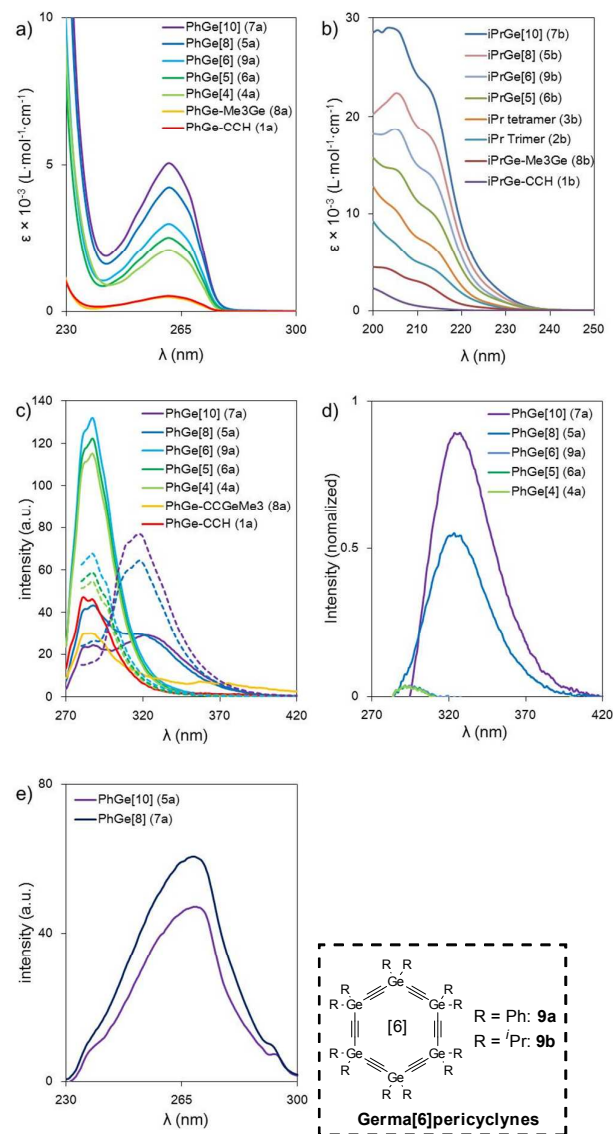 a)
10
5
0
230
265
300
ε × 10⁻³ (L·mol⁻¹·cm⁻¹)
λ (nm)
PhGe[10] (7a)
PhGe[8] (5a)
PhGe[6] (9a)
PhGe[5] (6a)
PhGe[4] (4a)
PhGe-Me3Ge (8a)
PhGe-CCH (1a)
b)
30
20
10
0
200
210
220
230
240
250
ε × 10⁻³ (L·mol⁻¹·cm⁻¹)
λ (nm)
iPrGe[10] (7b)
iPrGe[8] (5b)
iPrGe[6] (9b)
iPrGe[5] (6b)
iPr tetramer (3b)
iPr Trimer (2b)
iPrGe-Me3Ge (8b)
iPrGe-CCH (1b)
c)
140
120
100
80
60
40
20
0
270
320
370
420
intensity (a.u.)
λ (nm)
PhGe[10] (7a)
PhGe[8] (5a)
PhGe[6] (9a)
PhGe[5] (6a)
PhGe[4] (4a)
PhGe-CCGeMe3 (8a)
PhGe-CCH (1a)
d)
1
0.5
0
270
320
370
420
Intensity (nomalized)
λ (nm)
PhGe[10] (7a)
PhGe[8] (5a)
PhGe[6] (9a)
PhGe[5] (6a)
PhGe[4] (4a)
e)
80
40
0
230
265
300
intensity (a.u.)
λ (nm)
PhGe[10] (5a)
PhGe[8] (7a)
R R
R Ge R
R Ge Ge R
R R
[6]
R R
R Ge Ge R
R Ge R
R R
R = Ph: 9a
R = ⁱPr: 9b
Germa[6]pericyclynes